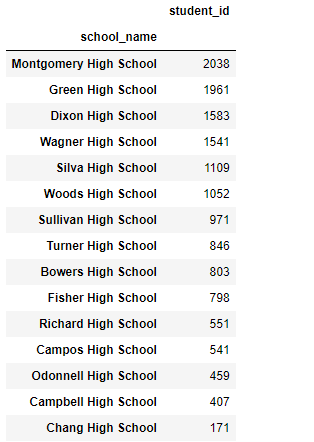 student_id
school_name
Montgomery High School 2038
Green High School 1961
Dixon High School 1583
Wagner High School 1541
Silva High School 1109
Woods High School 1052
Sullivan High School 971
Turner High School 846
Bowers High School 803
Fisher High School 798
Richard High School 551
Campos High School 541
Odonnell High School 459
Campbell High School 407
Chang High School 171